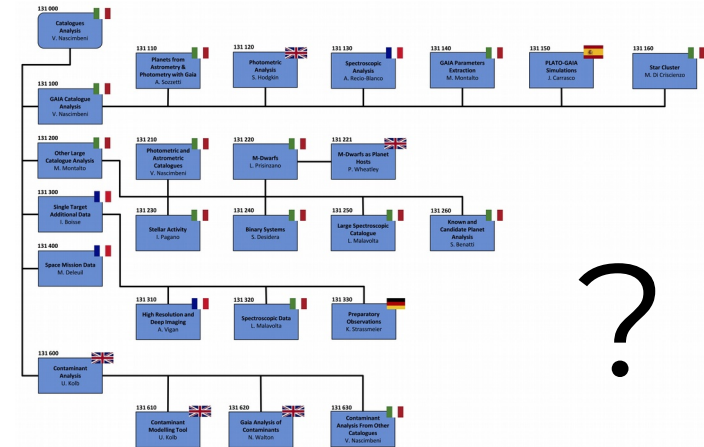 131 000
Catalogues
Analysis
V. Nascimbeni
131 100
GAIA Catalogue
Analysis
V. Nascimbeni
131 110
Planets from
Astrometry &
Photometry with Gaia
A. Sozzetti
131 120
Photometric
Analysis
S. Hodgkin
131 130
Spectroscopic
Analysis
A. Recio-Blanco
131 140
GAIA Parameters
Extraction
M. Montalto
131 150
PLATO-GAIA
Simulations
J. Carrasco
131 160
Star Cluster
M. Di Criscienzo
131 200
Other Large
Catalogue Analysis
M. Montalto
131 210
Photometric and
Astrometric
Catalogues
V. Nascimbeni
131 220
M-Dwarfs
L. Prisinzano
131 221
M-Dwarfs as Planet
Hosts
P. Wheatley
131 230
Stellar Activity
I. Pagano
131 240
Binary Systems
S. Desidera
131 250
Large Spectroscopic
Catalogue
L. Malavolta
131 260
Known and
Candidate Planet
Analysis
S. Benatti
131 300
Single Target
Additional Data
I. Boisse
131 310
High Resolution and
Deep Imaging
A. Vigan
131 320
Spectroscopic Data
L. Malavolta
131 330
Preparatory
Observations
K. Strassmeier
131 400
Space Mission Data
M. Deleuil
131 600
Contaminant
Analysis
U. Kolb
131 610
Contaminant
Modelling Tool
U. Kolb
131 620
Gaia Analysis of
Contaminants
N. Walton
131 630
Contaminant
Analysis From Other
Catalogues
V. Nascimbeni
?